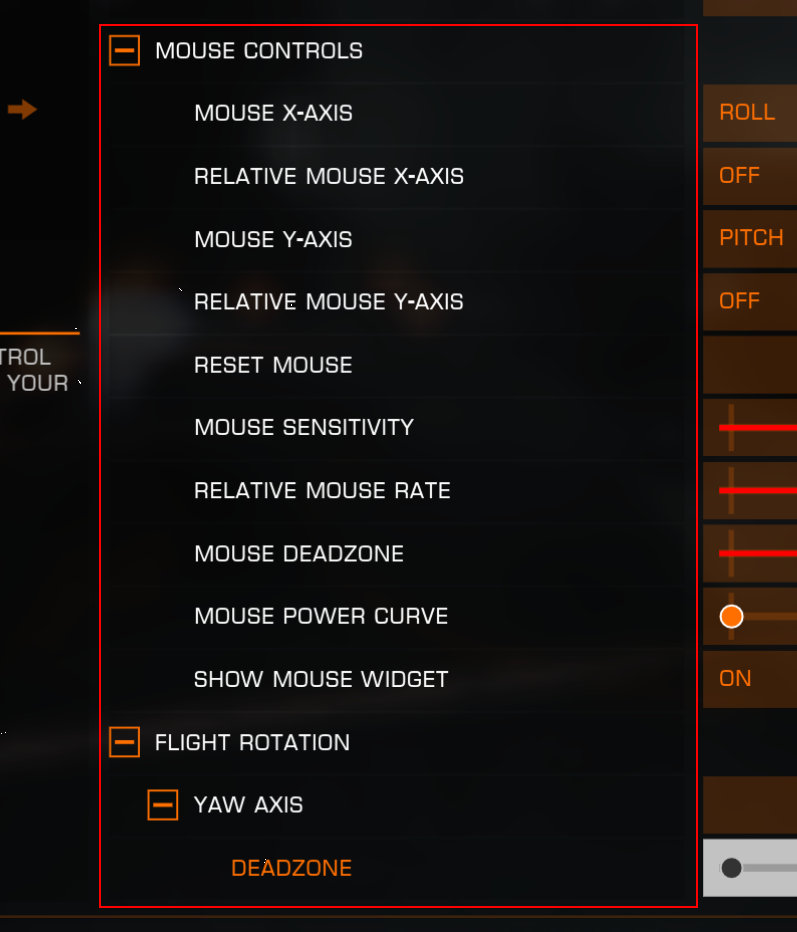 MOUSE CONTROLS
MOUSE X-AXIS
ROLL
RELATIVE MOUSE X-AXIS
OFF
MOUSE Y-AXIS
PITCH
RELATIVE MOUSE Y-AXIS
OFF
TROL
YOUR
RESET MOUSE
MOUSE SENSITIVITY
RELATIVE MOUSE RATE
MOUSE DEADZONE
MOUSE POWER CURVE
SHOW MOUSE WIDGET
ON
FLIGHT ROTATION
YAW AXIS
DEADZONE